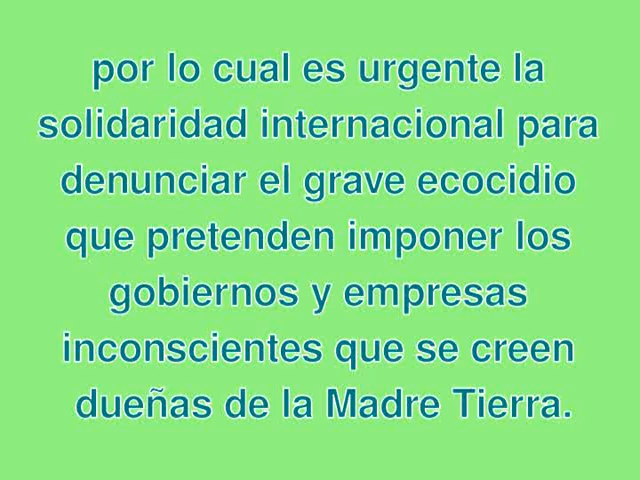 por lo cual es urgente la
solidaridad internacional para
denunciar el grave ecocidio
que pretenden imponer los
gobiernos y empresas
inconscientes que se creen
dueñas de la Madre Tierra.